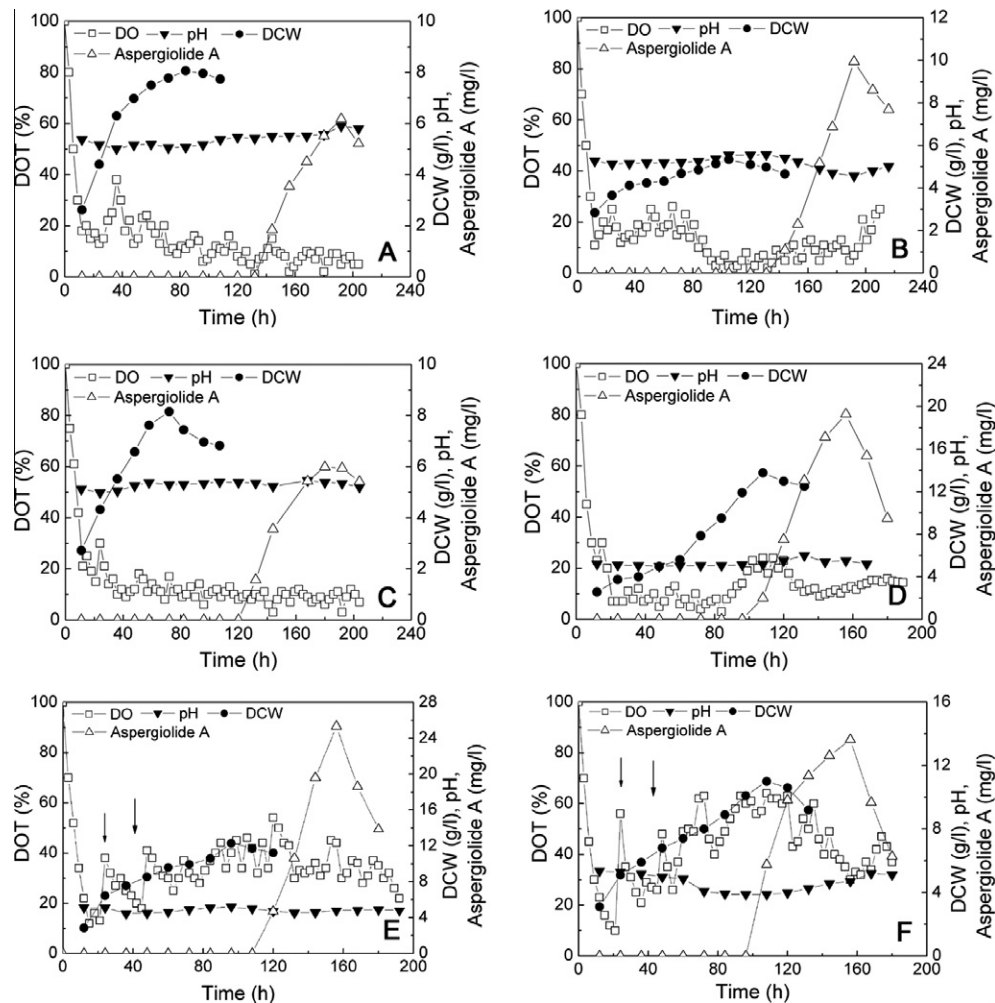 DO pH DCW
Aspergiolide A
DOT (%)
100
80
60
40
20
0
10
8
6
4
2
0
DCW (g/l), pH,
Aspergiolide A (mg/l)
A
0 40 80 120 160 200 240
Time (h)
DO pH DCW
Aspergiolide A
DOT (%)
100
80
60
40
20
0
12
10
8
6
4
2
0
DCW (g/l), pH,
Aspergiolide A (mg/l)
B
0 40 80 120 160 200 240
Time (h)
DO pH DCW
Aspergiolide A
DOT (%)
100
80
60
40
20
0
10
8
6
4
2
0
DCW (g/l), pH,
Aspergiolide A (mg/l)
C
0 40 80 120 160 200 240
Time (h)
DO pH DCW
Aspergiolide A
DOT (%)
100
80
60
40
20
0
24
20
16
12
8
4
0
DCW (g/l), pH,
Aspergiolide A (mg/l)
D
0 40 80 120 160 200
Time (h)
DO pH DCW
Aspergiolide A
DOT (%)
100
80
60
40
20
0
28
24
20
16
12
8
4
0
DCW (g/l), pH,
Aspergiolide A (mg/l)
E
0 40 80 120 160 200
Time (h)
DO pH DCW
Aspergiolide A
DOT (%)
100
80
60
40
20
0
16
12
8
4
0
DCW (g/l), pH,
Aspergiolide A (mg/l)
F
0 40 80 120 160 200
Time (h)